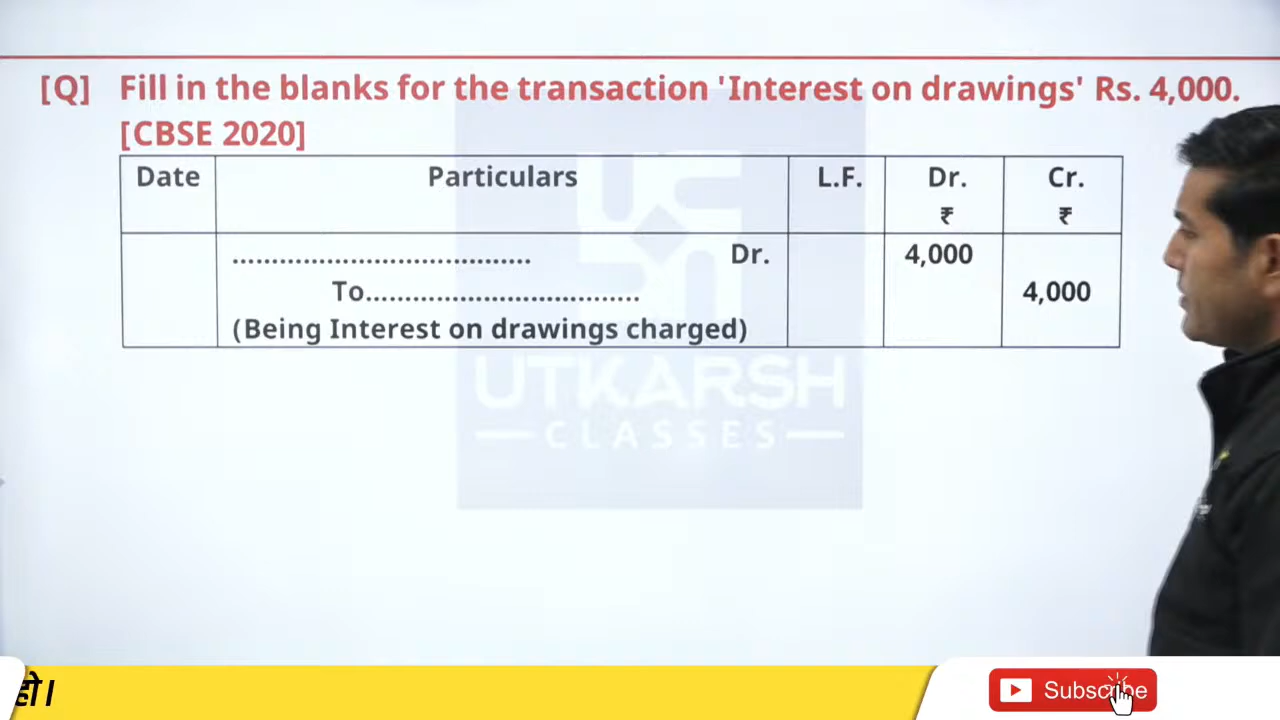 [Q] Fill in the blanks for the transaction 'Interest on drawings' Rs. 4,000.
[CBSE 2020]
Date Particulars L.F. Dr. Cr.
₹ ₹
...................................... Dr. 4,000
To................................... 4,000
(Being Interest on drawings charged)
UTKARSH
CLASSES
हो।
Subscribe